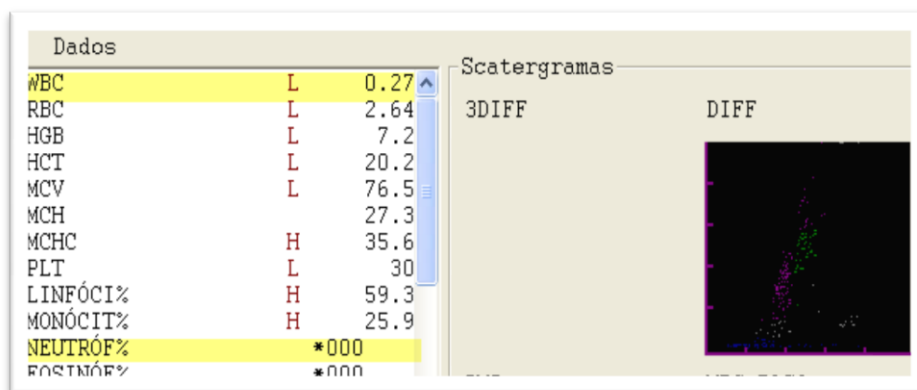 Dados
WBC L 0.27
RBC L 2.64
HGB L 7.2
HCT L 20.2
MCV L 76.5
MCH 27.3
MCHC H 35.6
PLT L 30
LINFÓCI% H 59.3
MONÓCIT% H 25.9
NEUTRÓF% *000
EOSINÓF% *000
Scatergramas
3DIFF DIFF